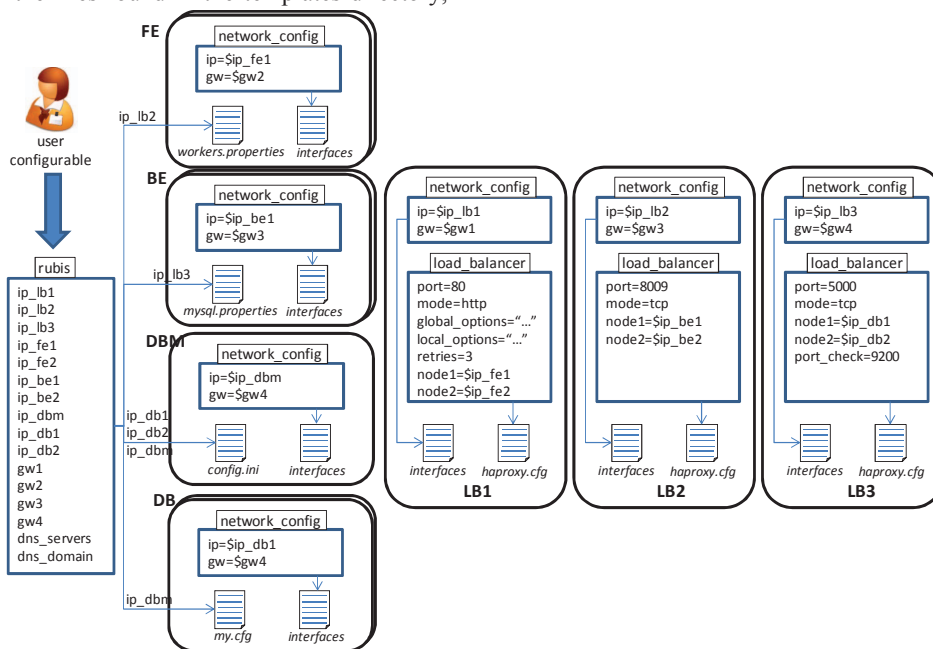 FE
network_config
ip=$ip_fe1
gw=$gw2
ip_lb2
workers.properties
interfaces
user
configurable
BE
network_config
ip=$ip_be1
gw=$gw3
ip_lb3
mysql.properties
interfaces
rubis
ip_lb1
ip_lb2
ip_lb3
ip_fe1
ip_fe2
ip_be1
ip_be2
ip_dbm
ip_db1
ip_db2
gw1
gw2
gw3
gw4
dns_servers
dns_domain
DBM
network_config
ip=$ip_dbm
gw=$gw4
ip_db1
ip_db2
ip_dbm
config.ini
interfaces
DB
network_config
ip=$ip_db1
gw=$gw4
ip_dbm
my.cfg
interfaces
network_config
ip=$ip_lb1
gw=$gw1
load_balancer
port=80
mode=http
global_options=“...”
local_options=“...”
retries=3
node1=$ip_fe1
node2=$ip_fe2
interfaces
haproxy.cfg
LB1
network_config
ip=$ip_lb2
gw=$gw3
load_balancer
port=8009
mode=tcp
node1=$ip_be1
node2=$ip_be2
interfaces
haproxy.cfg
LB2
network_config
ip=$ip_lb3
gw=$gw4
load_balancer
port=5000
mode=tcp
node1=$ip_db1
node2=$ip_db2
port_check=9200
interfaces
haproxy.cfg
LB3